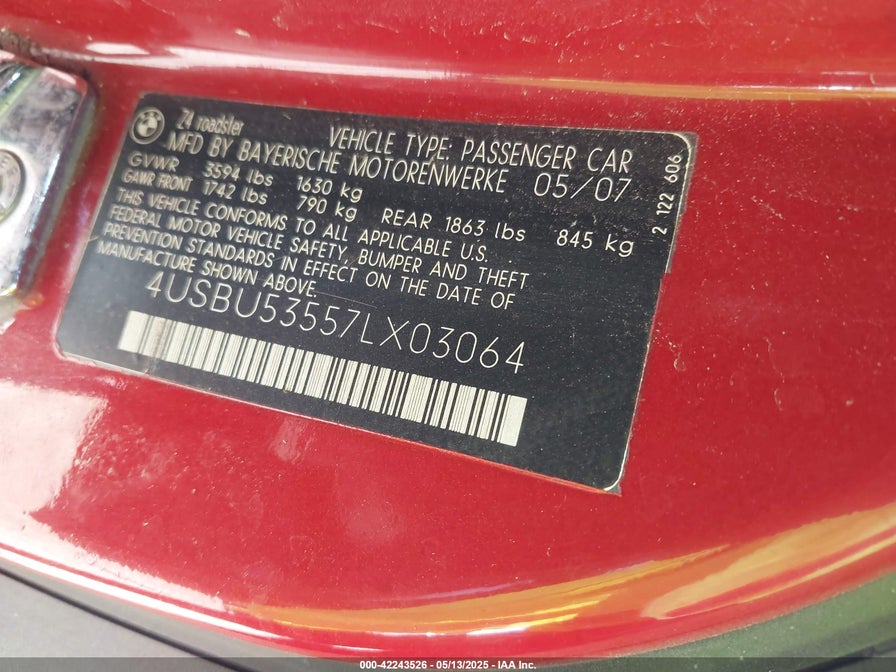 Z4 roadster
VEHICLE TYPE: PASSENGER CAR
MFD BY BAYERISCHE MOTORENWERKE 05/07
GVWR 3594 lbs 1630 kg
GAWR FRONT 1742 lbs 790 kg REAR 1863 lbs 845 kg
THIS VEHICLE CONFORMS TO ALL APPLICABLE U.S.
FEDERAL MOTOR VEHICLE SAFETY, BUMPER AND THEFT
PREVENTION STANDARDS IN EFFECT ON THE DATE OF
MANUFACTURE SHOWN ABOVE.
4USBU53557LX03064
2 122 606
000-42243526 - 05/13/2025 - IAA Inc.